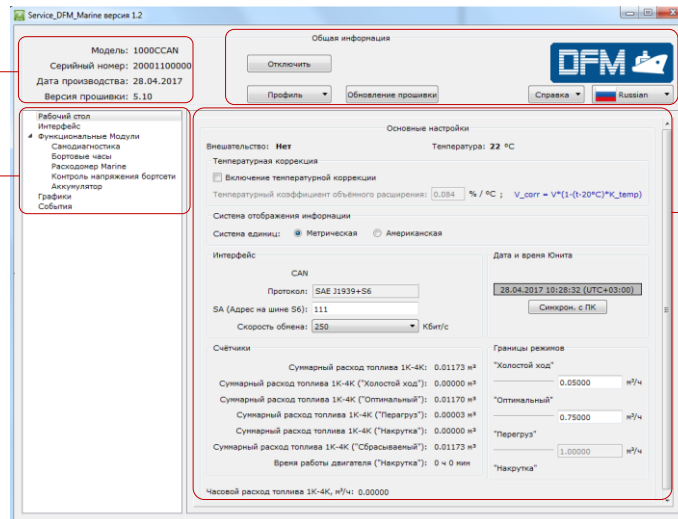 Service_DFM_Marine версия 1.2
Общая информация
Модель: 1000CCAN
Серийный номер: 20001100000
Дата производства: 28.04.2017
Версия прошивки: 5.10
Отключить
Профиль
Обновление прошивки
DFM
Справка
Russian
Рабочий стол
Интерфейс
Функциональные Модули
Самодиагностика
Бортовые часы
Расходомер Marine
Контроль напряжения бортсети
Аккумулятор
Графики
События
Основные настройки
Вмешательство: Нет
Температура: 22 °C
Температурная коррекция
Включение температурной коррекции
Температурный коэффициент объёмного расширения: 0.084 % / °C ; V_corr = V*(1-(t-20°C)*K_temp)
Система отображения информации
Система единиц: Метрическая Американская
Интерфейс
CAN
Протокол: SAE J1939+S6
SA (Адрес на шине S6): 111
Скорость обмена: 250 Кбит/с
Дата и время Юнита
28.04.2017 10:28:32 (UTC+03:00)
Синхрон. с ПК
Счётчики
Суммарный расход топлива 1К-4К: 0.01173 м³
Суммарный расход топлива 1К-4К ("Холостой ход"): 0.00000 м³
Суммарный расход топлива 1К-4К ("Оптимальный"): 0.01170 м³
Суммарный расход топлива 1К-4К ("Перагруз"): 0.00003 м³
Суммарный расход топлива 1К-4К ("Накрутка"): 0.00000 м³
Суммарный расход топлива 1К-4К ("Сбрасываемый"): 0.01173 м³
Время работы двигателя ("Накрутка"): 0 ч 0 мин
Границы режимов
"Холостой ход"
0.05000 м³/ч
"Оптимальный"
0.75000 м³/ч
"Перегруз"
1.00000 м³/ч
"Накрутка"
Часовой расход топлива 1К-4К, м³/ч: 0.00000